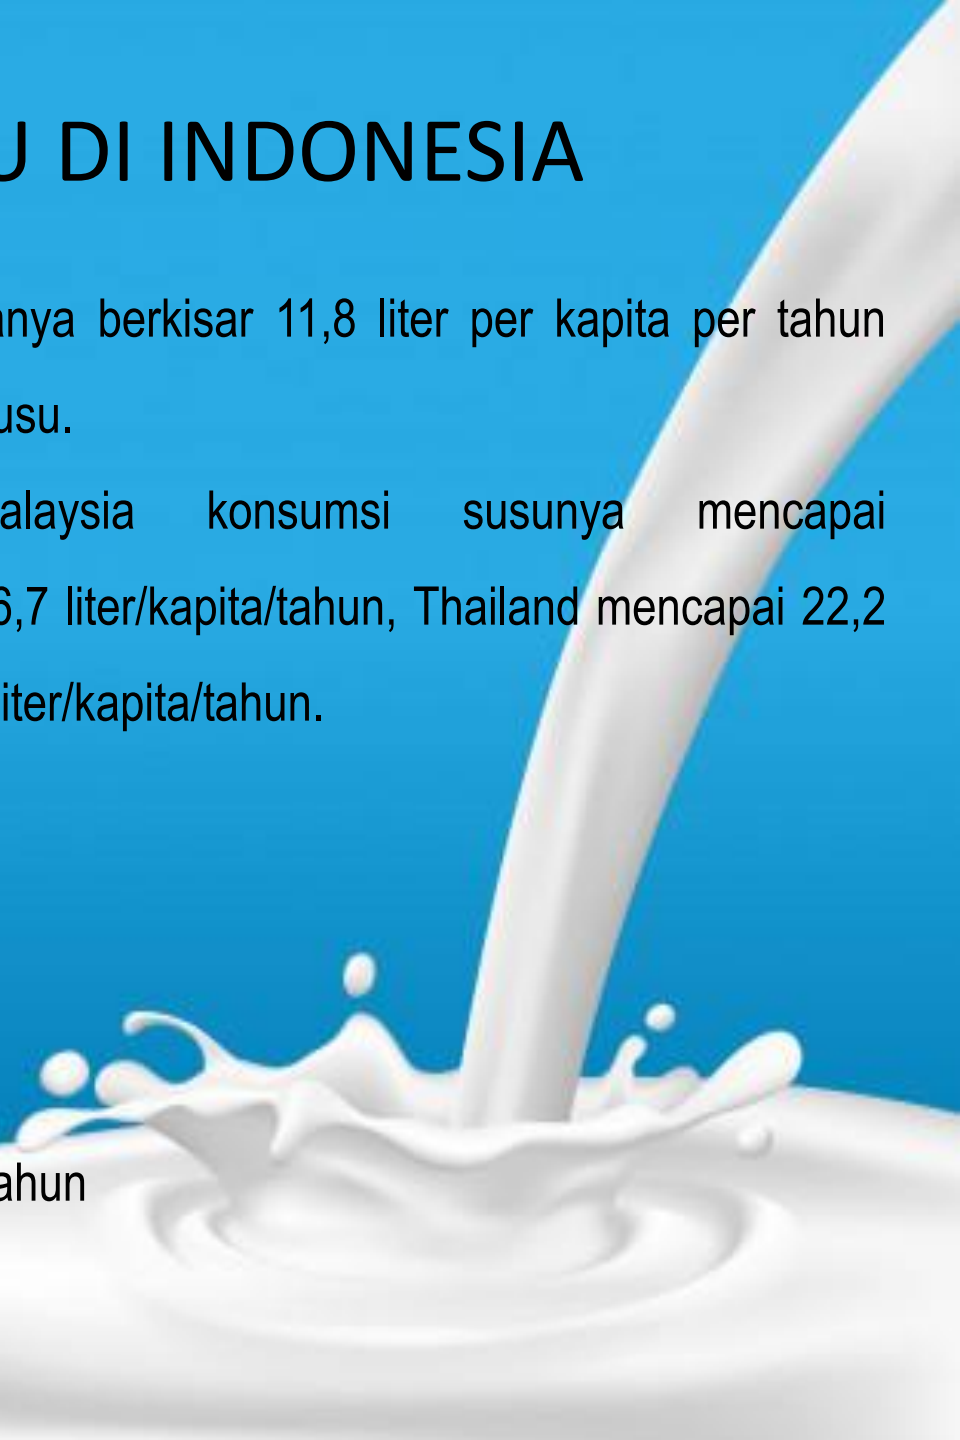 U DI INDONESIA
anya berkisar 11,8 liter per kapita per tahun
usu.
alaysia konsumsi susunya mencapai
6,7 liter/kapita/tahun, Thailand mencapai 22,2
iter/kapita/tahun.
ahun